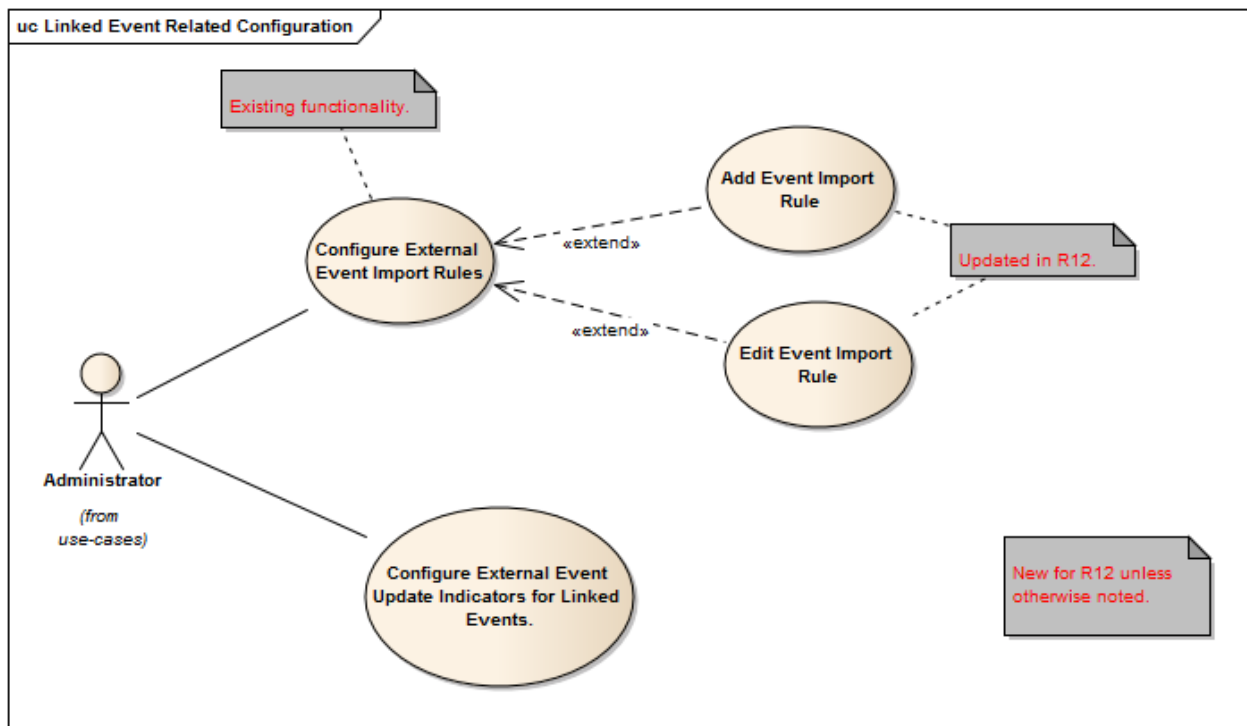 uc Linked Event Related Configuration
Existing functionality.
Add Event Import
Rule
Configure External
Event Import Rules
«extend»
Updated in R12.
«extend»
Edit Event Import
Rule
Administrator
(from
use-cases)
Configure External Event
Update Indicators for Linked
Events.
New for R12 unless
otherwise noted.